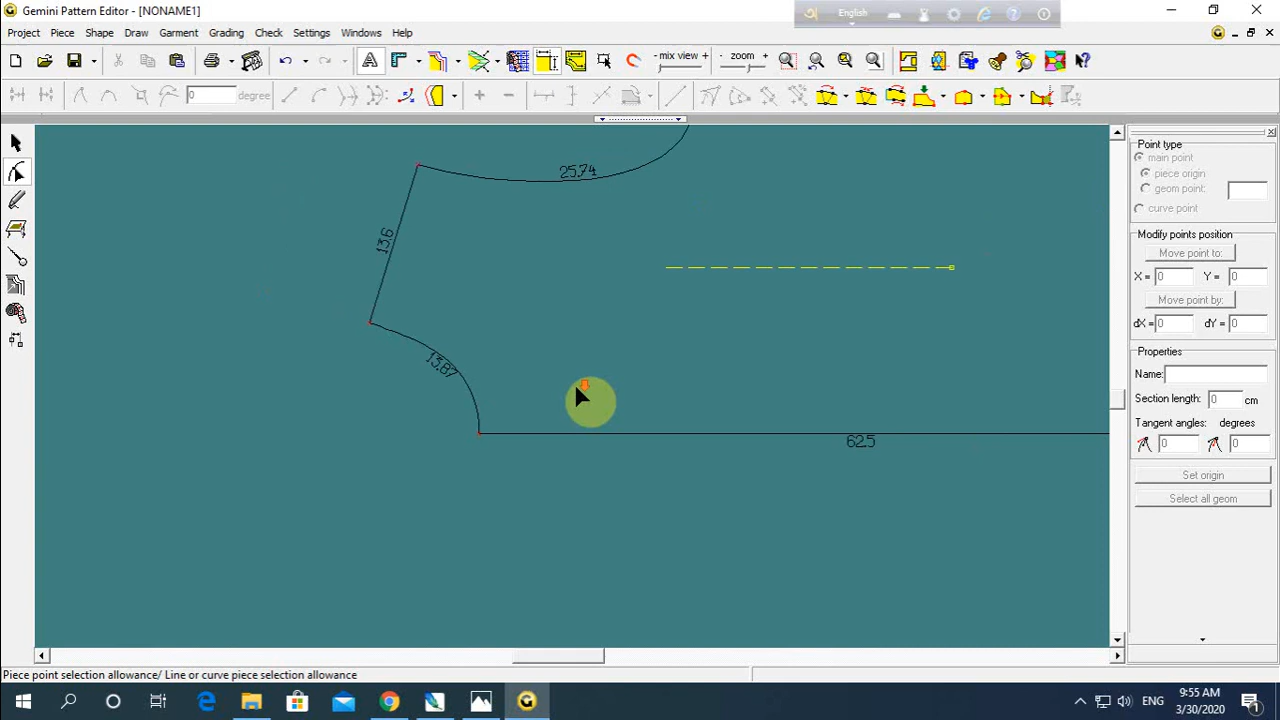 Gemini Pattern Editor - [NONAME1]
English
Project Piece Shape Draw Garment Grading Check Settings Windows Help
mix view
zoom
0 degree
25.74
13.6
13.87
62.5
Point type
main point
piece origin
geom point:
curve point
Modify points position
Move point to:
X = 0 Y = 0
Move point by:
dX = 0 dY = 0
Properties
Name:
Section length: 0 cm
Tangent angles: degrees
0 0
Set origin
Select all geom
Piece point selection allowance/ Line or curve piece selection allowance
ENG
9:55 AM
3/30/2020
1